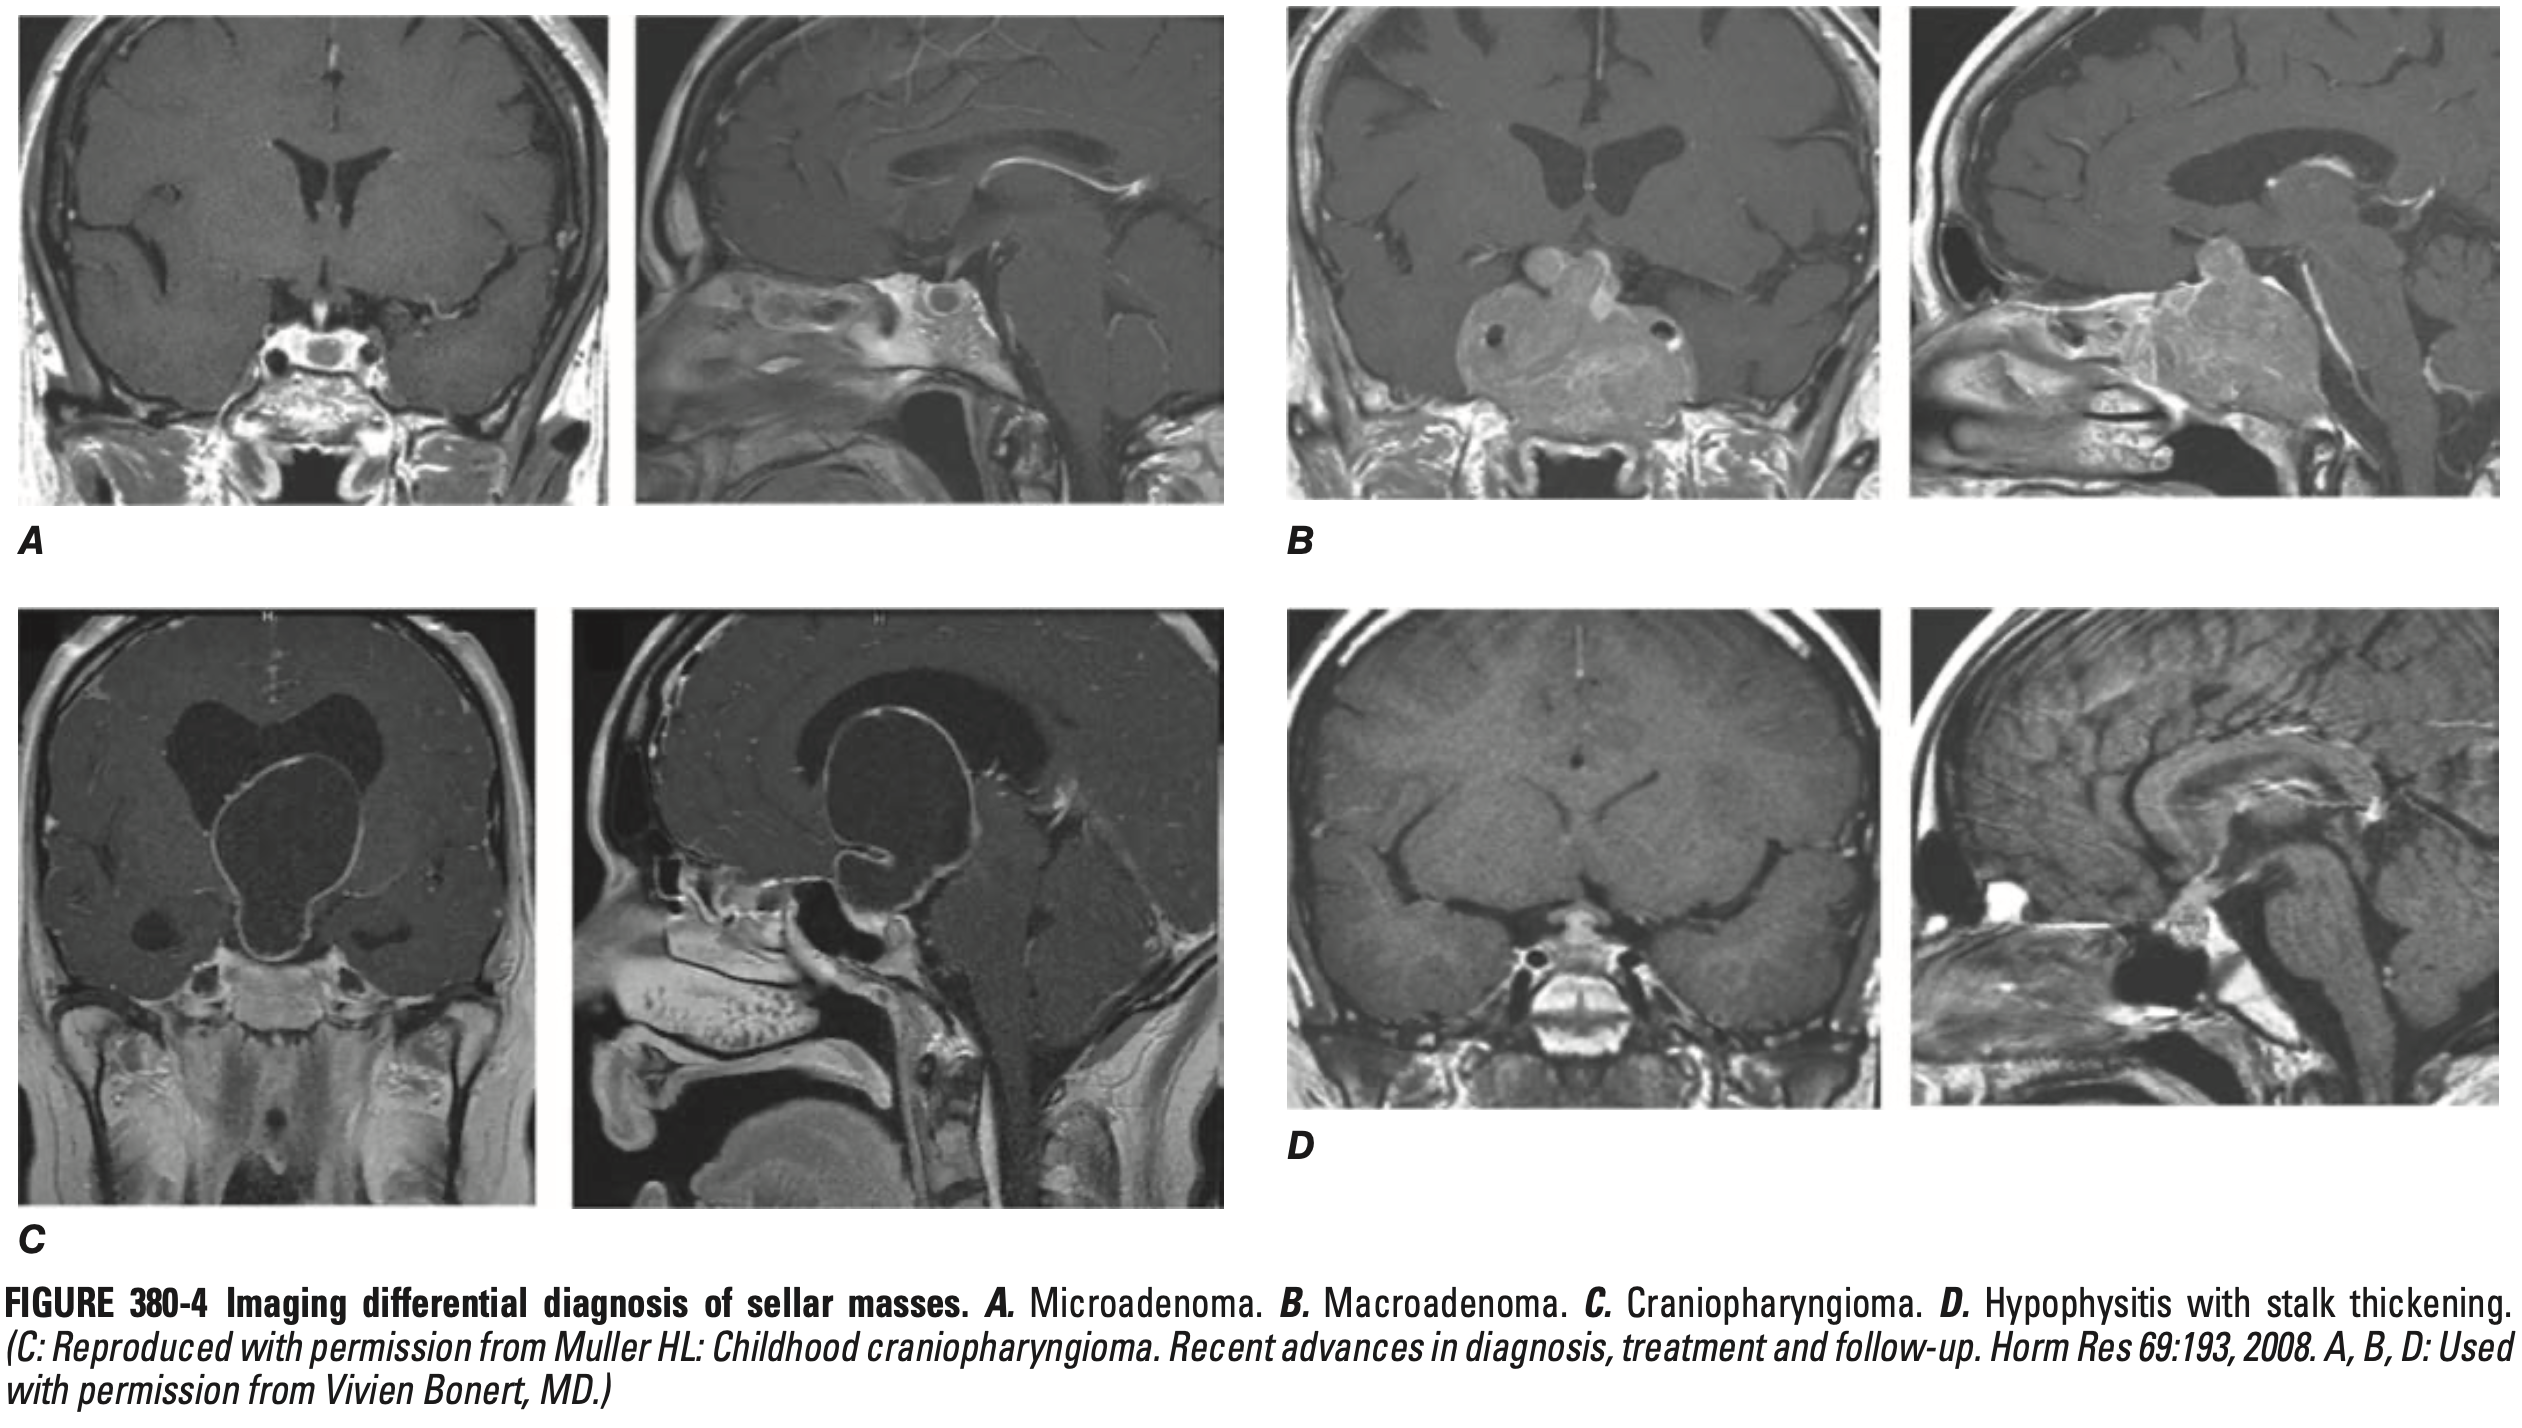 A
B
H
H
C
D
FIGURE 380-4 Imaging differential diagnosis of sellar masses. A. Microadenoma. B. Macroadenoma. C. Craniopharyngioma. D. Hypophysitis with stalk thickening.
(C: Reproduced with permission from Muller HL: Childhood craniopharyngioma. Recent advances in diagnosis, treatment and follow-up. Horm Res 69:193, 2008. A, B, D: Used
with permission from Vivien Bonert, MD.)